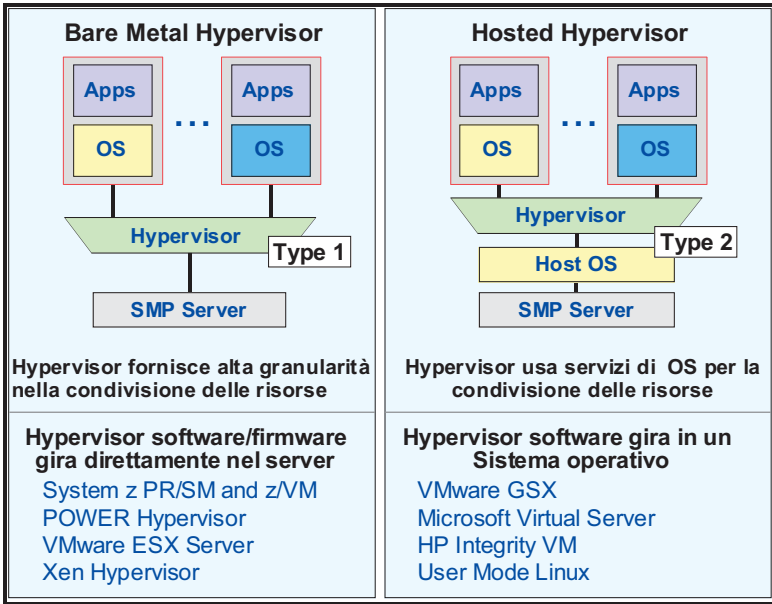 Bare Metal Hypervisor
Apps
Apps
...
OS
OS
Hypervisor
Type 1
SMP Server
Hypervisor fornisce alta granularità
nella condivisione delle risorse
Hypervisor software/firmware
gira direttamente nel server
System z PR/SM and z/VM
POWER Hypervisor
VMware ESX Server
Xen Hypervisor
Hosted Hypervisor
Apps
Apps
...
OS
OS
Hypervisor
Type 2
Host OS
SMP Server
Hypervisor usa servizi di OS per la
condivisione delle risorse
Hypervisor software gira in un
Sistema operativo
VMware GSX
Microsoft Virtual Server
HP Integrity VM
User Mode Linux